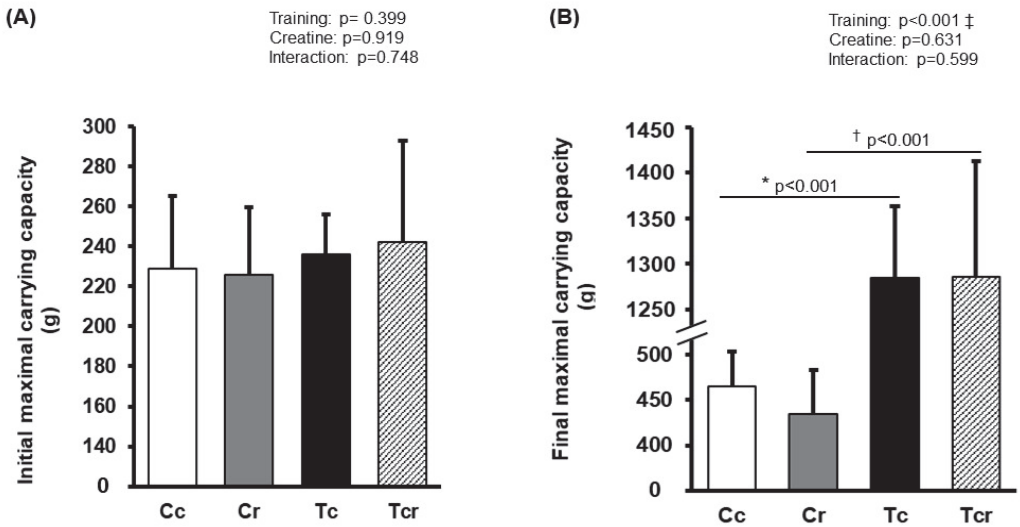 (A)
Training: p= 0.399
Creatine: p=0.919
Interaction: p=0.748
Initial maximal carrying capacity
(g)
300
280
260
240
220
200
180
160
140
0
Cc Cr Tc Tcr
(B)
Training: p<0.001 ‡
Creatine: p=0.631
Interaction: p=0.599
Final maximal carrying capacity
(g)
1450
1400
1350
1300
1250
500
450
400
0
† p<0.001
* p<0.001
Cc Cr Tc Tcr